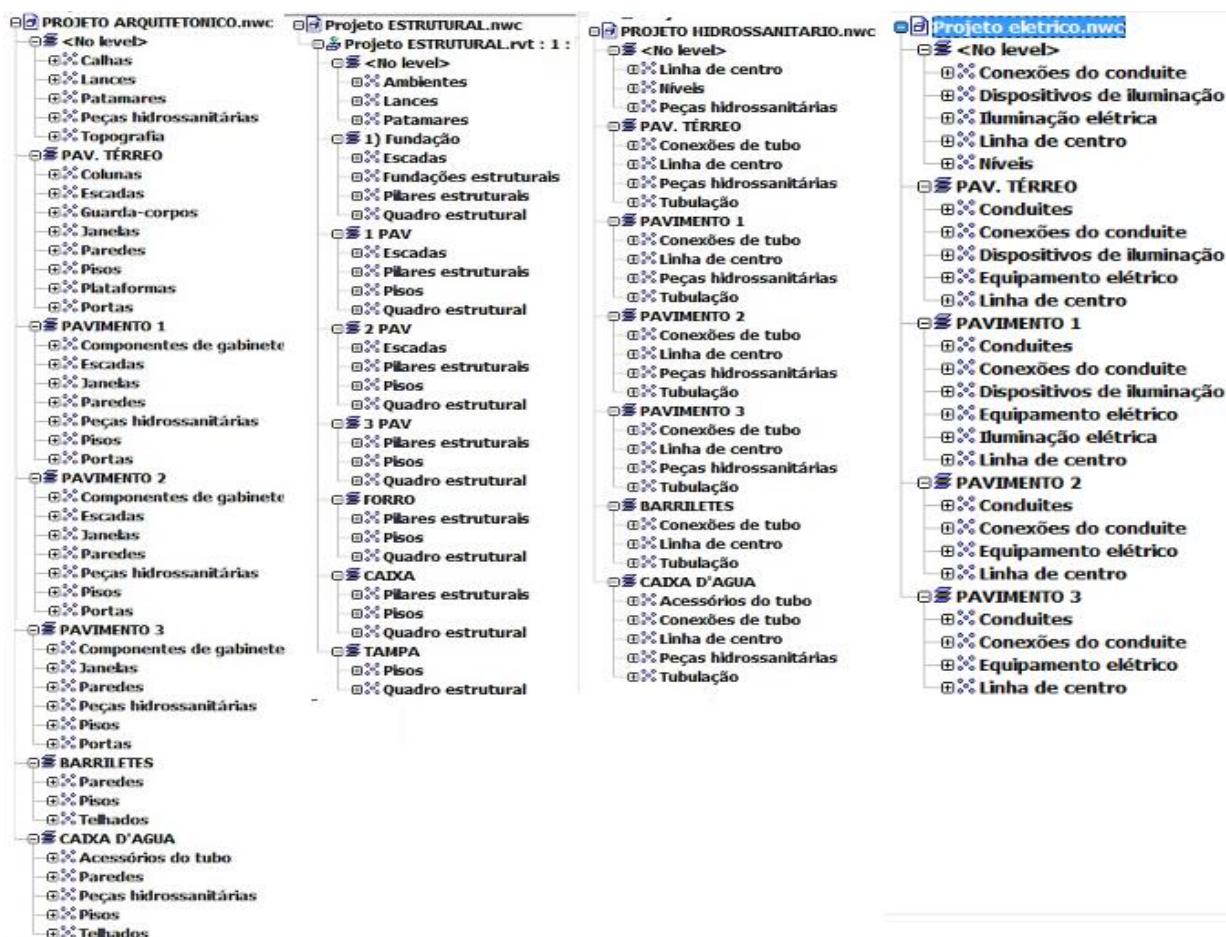 PROJETO ARQUITETONICO.nwc
<No level>
Calhas
Lances
Patamares
Peças hidrossanitárias
Topografia
PAV. TÉRREO
Colunas
Escadas
Guarda-corpos
Janelas
Paredes
Pisos
Plataformas
Portas
PAVIMENTO 1
Componentes de gabinete
Escadas
Janelas
Paredes
Peças hidrossanitárias
Pisos
Portas
PAVIMENTO 2
Componentes de gabinete
Escadas
Janelas
Paredes
Peças hidrossanitárias
Pisos
Portas
PAVIMENTO 3
Componentes de gabinete
Janelas
Paredes
Peças hidrossanitárias
Pisos
Portas
BARRILETES
Paredes
Pisos
Telhados
CAIXA D'AGUA
Acessórios do tubo
Paredes
Peças hidrossanitárias
Pisos
Telhados
Projeto ESTRUTURAL.nwc
Projeto ESTRUTURAL.rvt : 1 :
<No level>
Ambientes
Lances
Patamares
1) Fundação
Escadas
Fundações estruturais
Pilares estruturais
Quadro estrutural
1 PAV
Escadas
Pilares estruturais
Pisos
Quadro estrutural
2 PAV
Escadas
Pilares estruturais
Pisos
Quadro estrutural
3 PAV
Pilares estruturais
Pisos
Quadro estrutural
FORRO
Pilares estruturais
Pisos
Quadro estrutural
CAIXA
Pilares estruturais
Pisos
Quadro estrutural
TAMPA
Pisos
Quadro estrutural
PROJETO HIDROSSANITARIO.nwc
<No level>
Linha de centro
Níveis
Peças hidrossanitárias
PAV. TÉRREO
Conexões de tubo
Linha de centro
Peças hidrossanitárias
Tubulação
PAVIMENTO 1
Conexões de tubo
Linha de centro
Peças hidrossanitárias
Tubulação
PAVIMENTO 2
Conexões de tubo
Linha de centro
Peças hidrossanitárias
Tubulação
PAVIMENTO 3
Conexões de tubo
Linha de centro
Peças hidrossanitárias
Tubulação
BARRILETES
Conexões de tubo
Linha de centro
Tubulação
CAIXA D'AGUA
Acessórios do tubo
Conexões de tubo
Linha de centro
Peças hidrossanitárias
Tubulação
Projeto eletrico.nwc
<No level>
Conexões do conduite
Dispositivos de iluminação
Iluminação elétrica
Linha de centro
Níveis
PAV. TÉRREO
Conduites
Conexões do conduite
Dispositivos de iluminação
Equipamento elétrico
Linha de centro
PAVIMENTO 1
Conduites
Conexões do conduite
Dispositivos de iluminação
Equipamento elétrico
Iluminação elétrica
Linha de centro
PAVIMENTO 2
Conduites
Conexões do conduite
Equipamento elétrico
Linha de centro
PAVIMENTO 3
Conduites
Conexões do conduite
Equipamento elétrico
Linha de centro